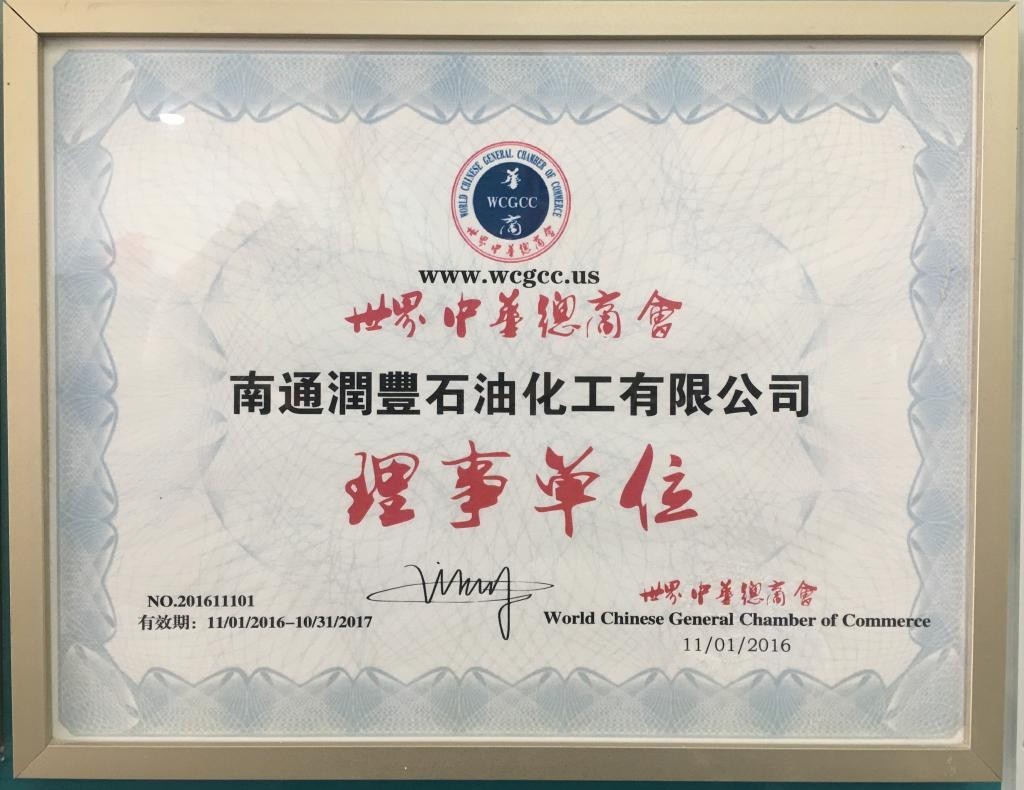 WORLD CHINESE GENERAL CHAMBER OF COMMERCE
華
WCGCC
商
世界中華總商會
www.wcgcc.us
世界中華總商會
南通潤豐石油化工有限公司
理事单位
NO.201611101
有效期：11/01/2016-10/31/2017
世界中華總商會
World Chinese General Chamber of Commerce
11/01/2016